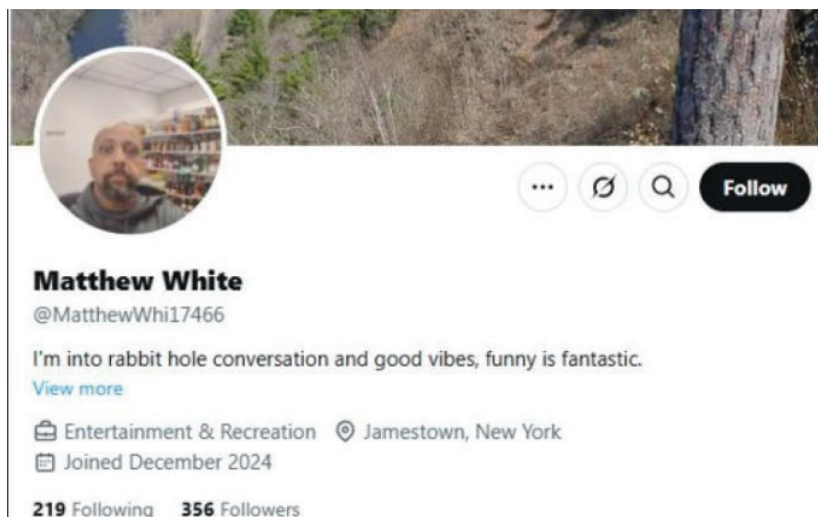 Follow
Matthew White
@MatthewWhi17466
I'm into rabbit hole conversation and good vibes, funny is fantastic.
View more
Entertainment & Recreation Jamestown, New York
Joined December 2024
219 Following 356 Followers